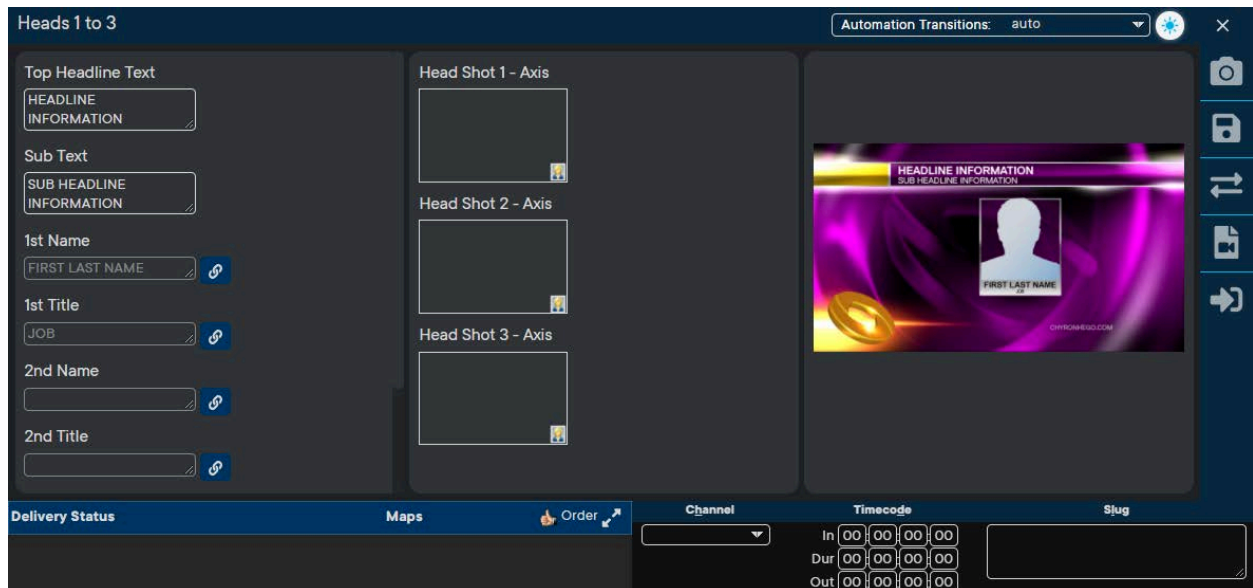 Heads 1 to 3
Automation Transitions: auto
Top Headline Text
HEADLINE
INFORMATION
Sub Text
SUB HEADLINE
INFORMATION
1st Name
FIRST LAST NAME
1st Title
JOB
2nd Name
2nd Title
Head Shot 1 - Axis
Head Shot 2 - Axis
Head Shot 3 - Axis
HEADLINE INFORMATION
SUB HEADLINE INFORMATION
FIRST LAST NAME
JOB
CHYRONHEGO.COM
Delivery Status Maps Order
Channel Timecode Slug
In 00:00:00:00
Dur 00:00:00:00
Out 00:00:00:00